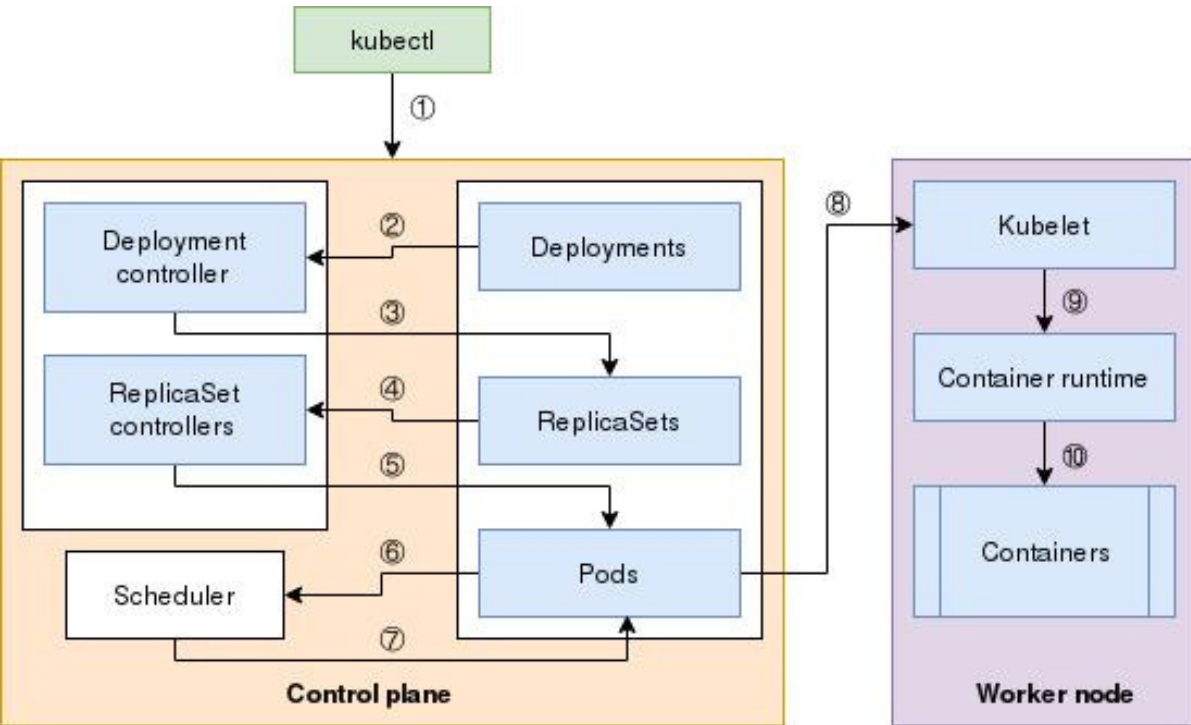 kubectl
①
Deployment
controller
②
Deployments
③
ReplicaSet
controllers
④
ReplicaSets
⑤
Scheduler
⑥
Pods
⑦
Control plane
⑧
Kubelet
⑨
Container runtime
⑩
Containers
Worker node